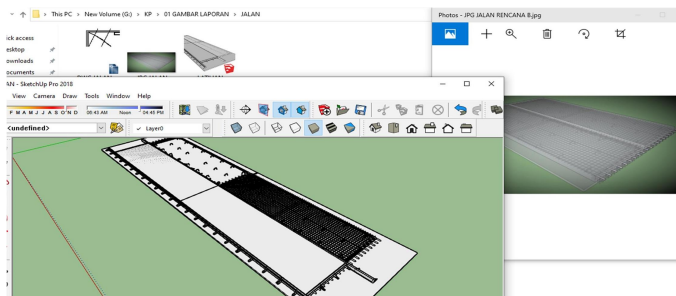 This PC > New Volume (G:) > KP > 01 GAMBAR LAPORAN > JALAN
Photos - JPG JALAN RENCANA B.jpg
ick access
esktop
ownloads
ocuments
AN - SketchUp Pro 2018
View Camera Draw Tools Window Help
F M A M J J A S O N D 06:43 AM Noon 04:45 PM
<undefined>
Layer0